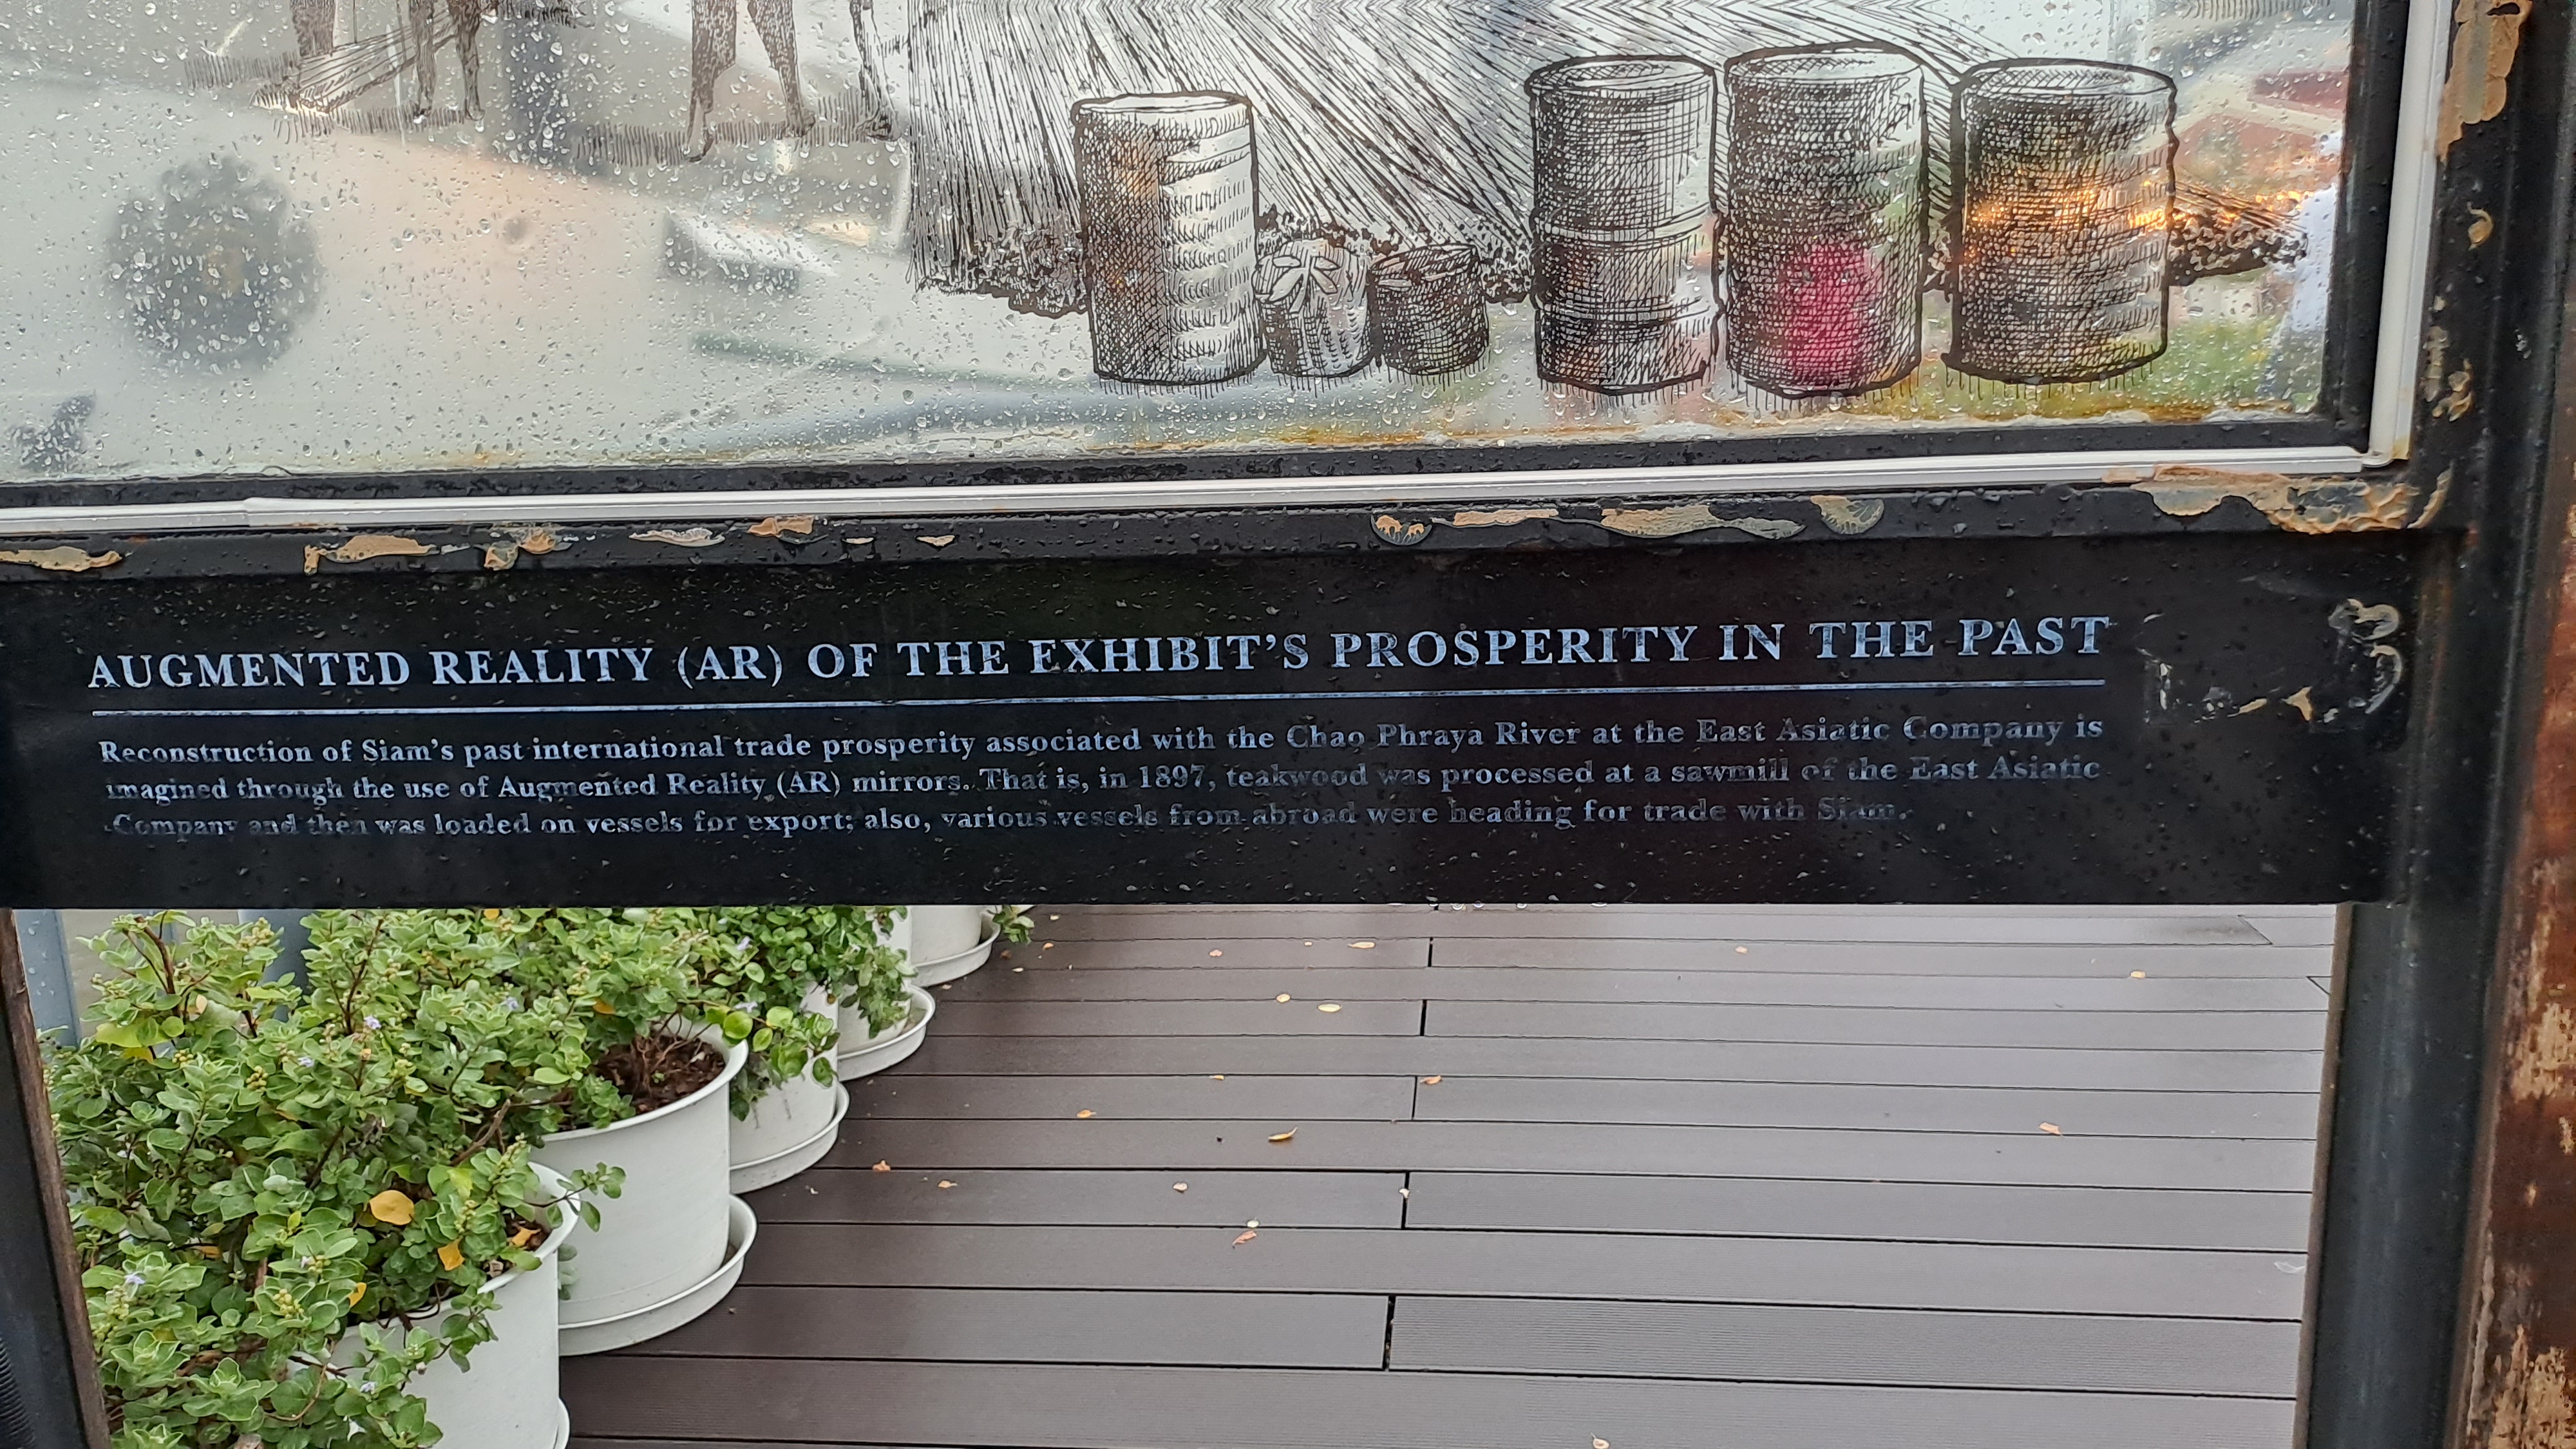 AUGMENTED REALITY (AR) OF THE EXHIBIT'S PROSPERITY IN THE PAST
Reconstruction of Siam's past international trade prosperity associated with the Chao Phraya River at the East Asiatic Company is
imagined through the use of Augmented Reality (AR) mirrors. That is, in 1897, teakwood was processed at a sawmill of the East Asiatic
Company and then was loaded on vessels for export; also, various vessels from abroad were heading for trade with Siam.